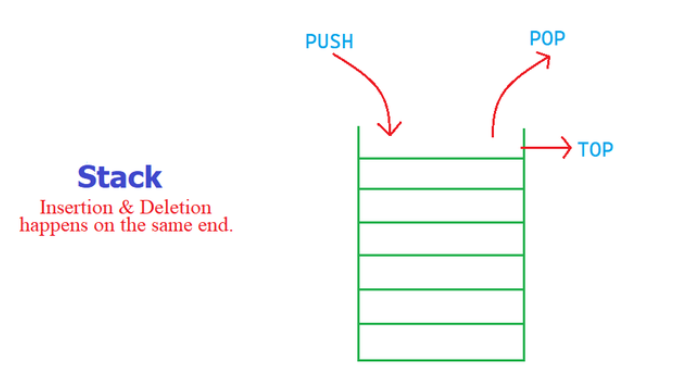 PUSH
POP
TOP
Stack
Insertion & Deletion
happens on the same end.